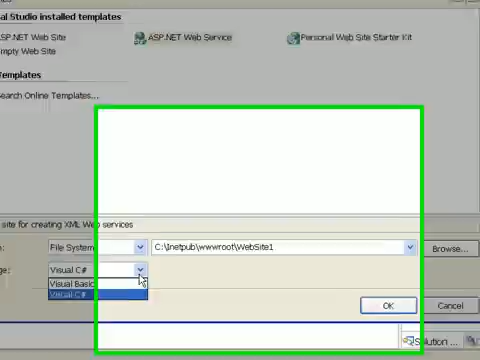 al Studio installed templates
SP.NET Web Site
ASP.NET Web Service
Personal Web Site Starter Kit
mpty Web Site
Templates
earch Online Templates...
site for creating XML Web services
n:
File System
C:\Inetpub\wwwroot\WebSite1
Browse...
ge:
Visual C#
Visual Basic
Visual C#
OK
Cancel
Solution ...